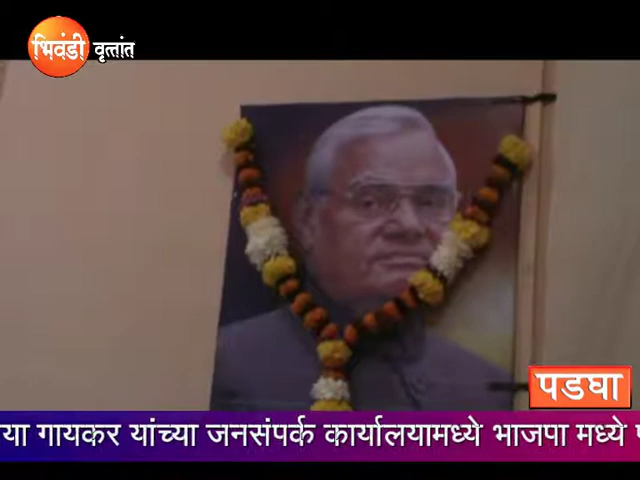 भिवंडी वृत्तांत
पडघा
या गायकर यांच्या जनसंपर्क कार्यालयामध्ये भाजपा मध्ये